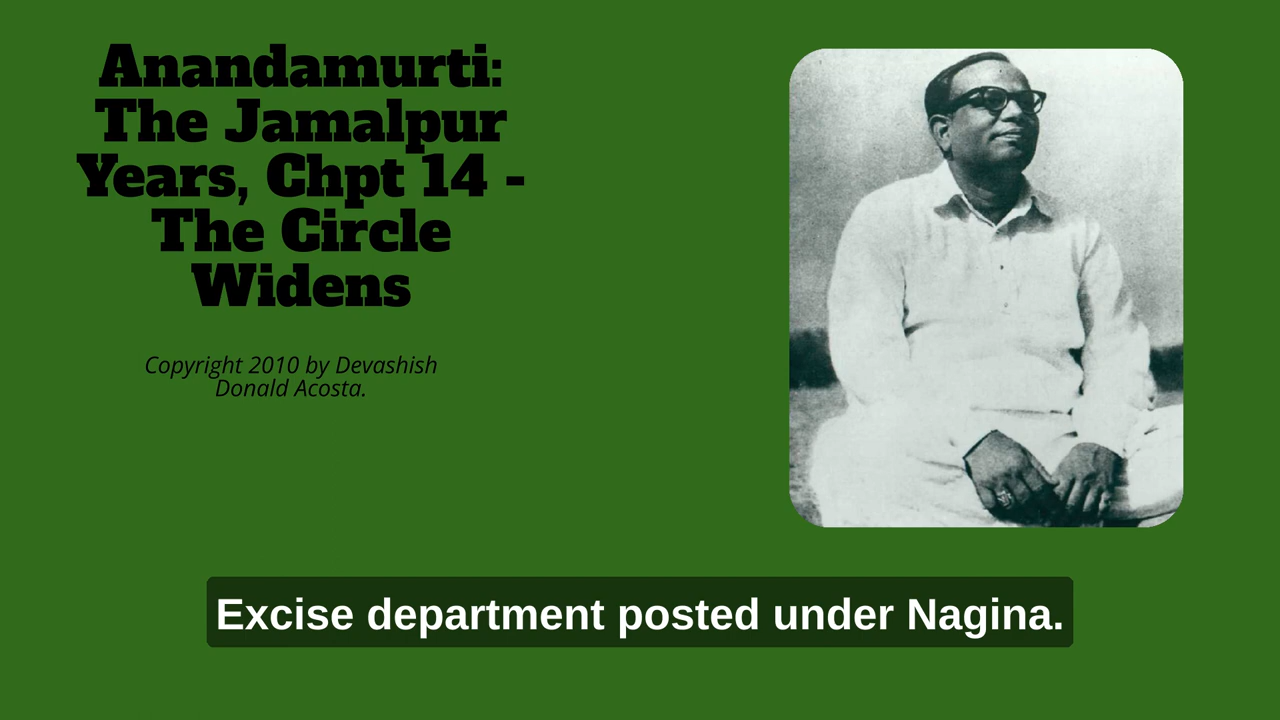 Anandamurti:
The Jamalpur
Years, Chpt 14 -
The Circle
Widens
Copyright 2010 by Devashish
Donald Acosta.
Excise department posted under Nagina.